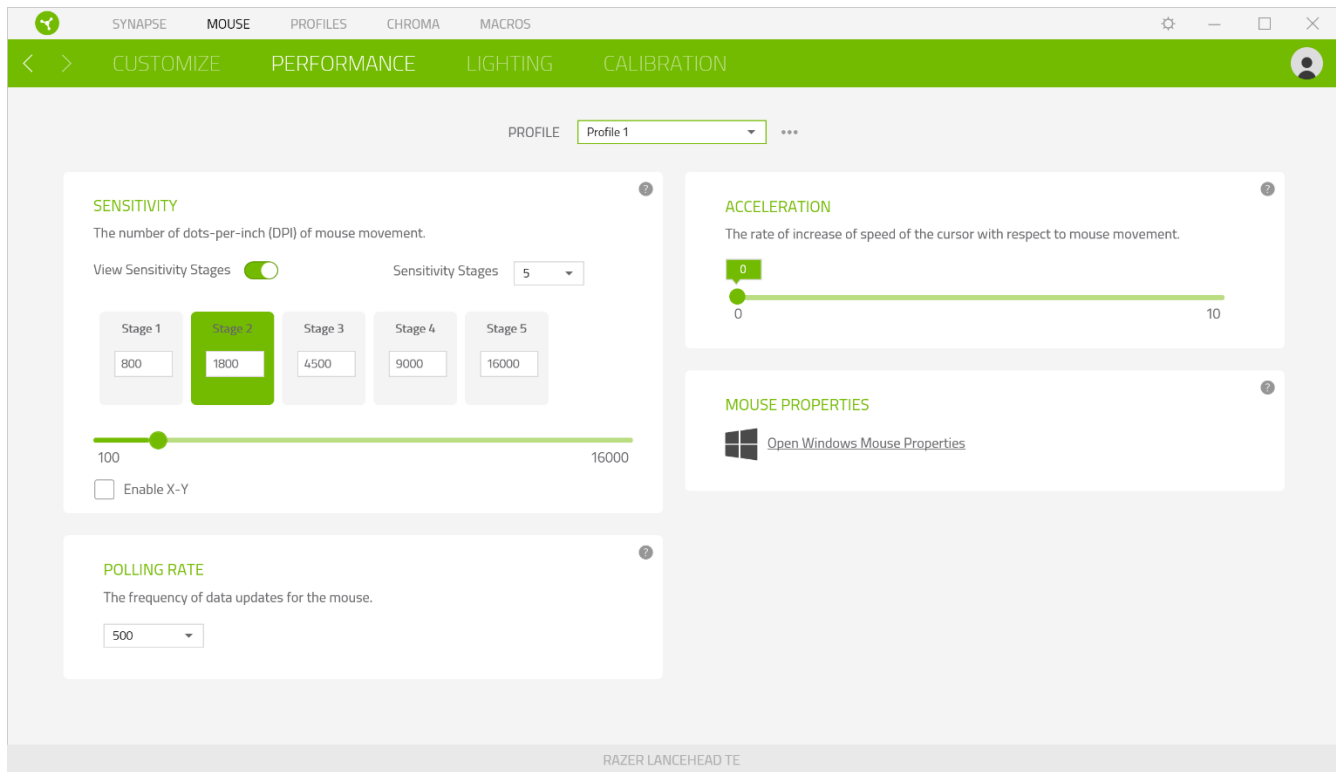 SYNAPSE MOUSE PROFILES CHROMA MACROS
CUSTOMIZE PERFORMANCE LIGHTING CALIBRATION
PROFILE Profile 1
SENSITIVITY
The number of dots-per-inch (DPI) of mouse movement.
View Sensitivity Stages Sensitivity Stages 5
Stage 1 Stage 2 Stage 3 Stage 4 Stage 5
800 1800 4500 9000 16000
100 16000
Enable X-Y
POLLING RATE
The frequency of data updates for the mouse.
500
ACCELERATION
The rate of increase of speed of the cursor with respect to mouse movement.
0
0 10
MOUSE PROPERTIES
Open Windows Mouse Properties
RAZER LANCEHEAD TE